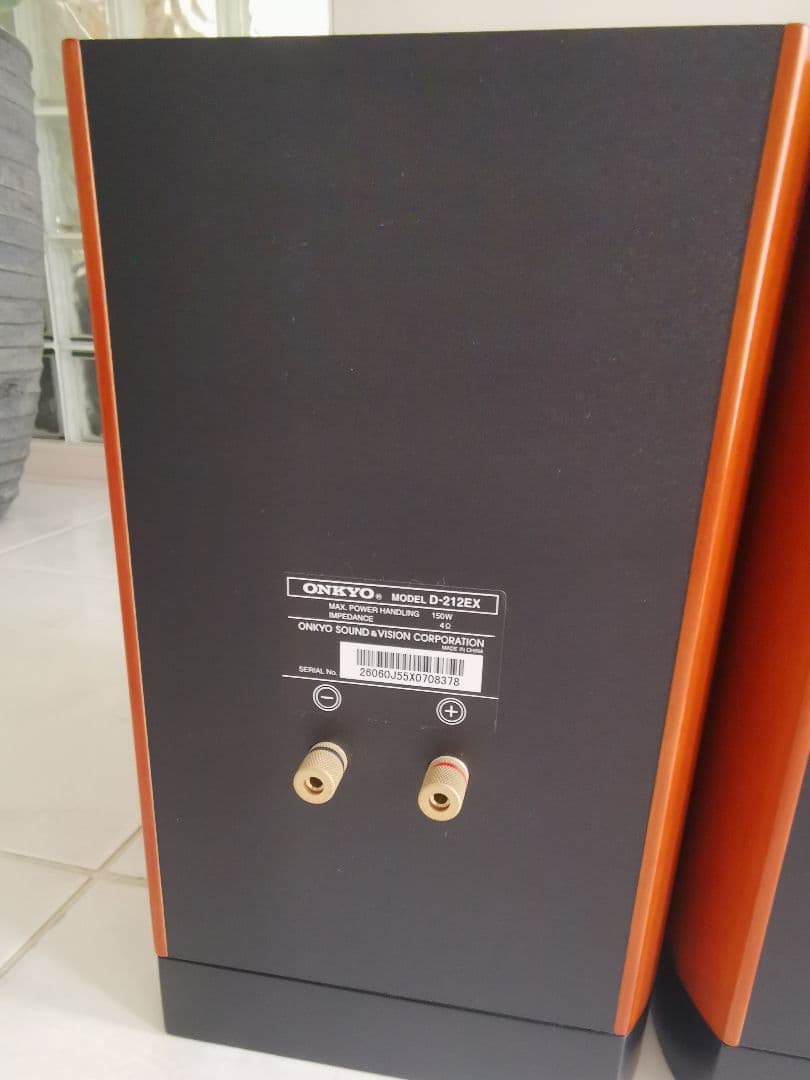 ONKYO® MODEL D-212EX
MAX. POWER HANDLING 150W
IMPEDANCE 4Ω
ONKYO SOUND & VISION CORPORATION
MADE IN CHINA
SERIAL No. 26060J55X0708378
− +